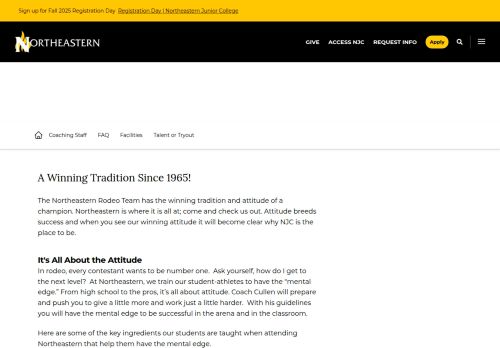 Sign up for Fall 2025 Registration Day Registration Day | Northeastern Junior College
NORTHEASTERN
GIVE ACCESS NJC REQUEST INFO Apply
Coaching Staff FAQ Facilities Talent or Tryout
A Winning Tradition Since 1965!
The Northeastern Rodeo Team has the winning tradition and attitude of a
champion. Northeastern is where it is all at; come and check us out. Attitude breeds
success and when you see our winning attitude it will become clear why NJC is the
place to be.
It's All About the Attitude
In rodeo, every contestant wants to be number one.  Ask yourself, how do I get to
the next level?  At Northeastern, we train our student-athletes to have the “mental
edge.” From high school to the pros, it’s all about attitude. Coach Cullen will prepare
and push you to give a little more and work just a little harder.  With his guidelines
you will have the mental edge to be successful in the arena and in the classroom.
Here are some of the key ingredients our students are taught when attending
Northeastern that help them have the mental edge.